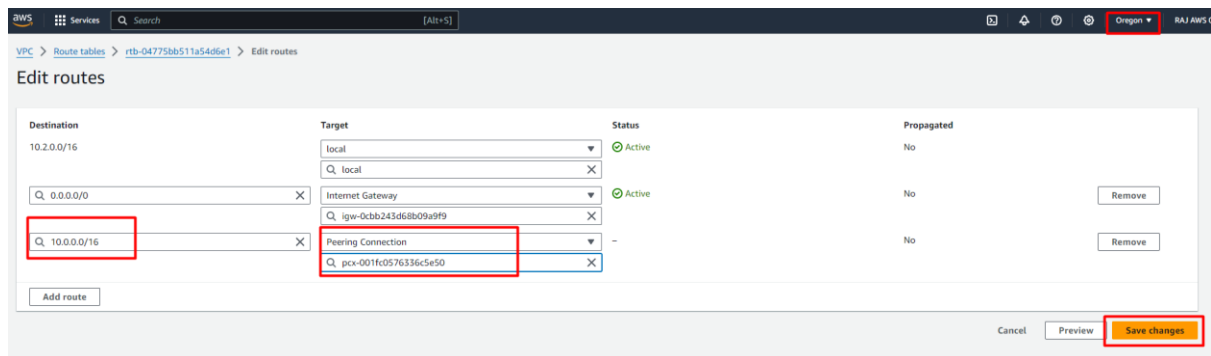 aws Services Search [Alt+S] Oregon RAJ AWS
VPC > Route tables > rtb-04775bb511a54d6e1 > Edit routes
Edit routes
Destination Target Status Propagated
10.2.0.0/16 local Active No
local
0.0.0.0/0 Internet Gateway Active No Remove
igw-0cbb243d68b09a9f9
10.0.0.0/16 Peering Connection – No Remove
pcx-001fc0576336c5e50
Add route
Cancel Preview Save changes